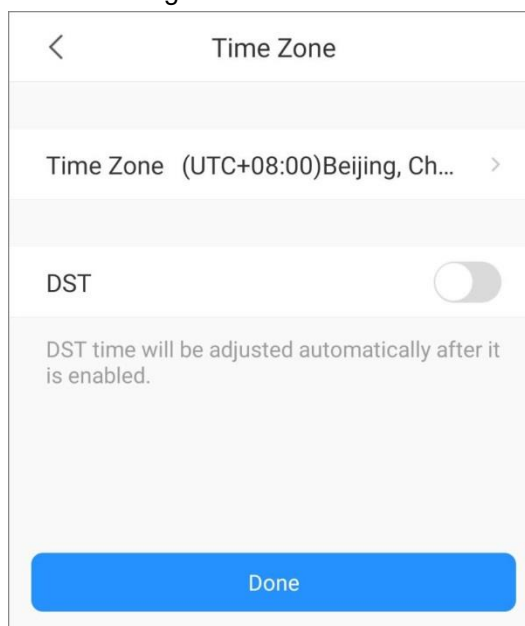 Time Zone
Time Zone (UTC+08:00)Beijing, Ch...
DST
DST time will be adjusted automatically after it
is enabled.
Done